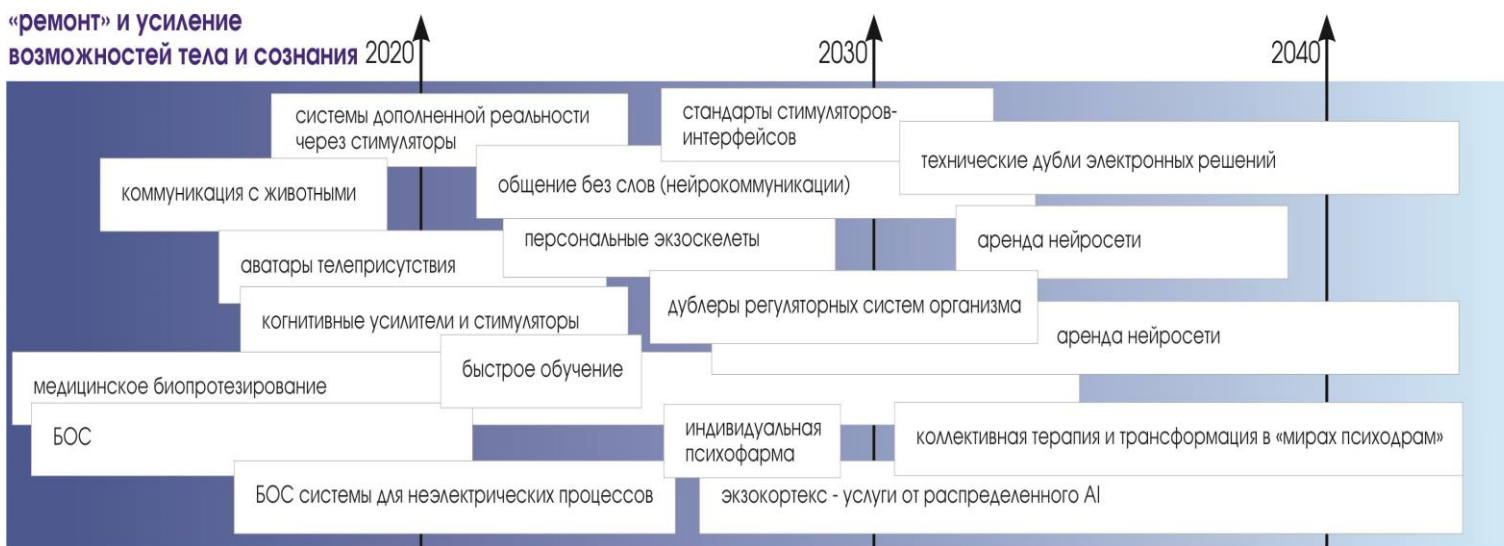 «ремонт» и усиление
возможностей тела и сознания
2020
2030
2040
системы дополненной реальности
через стимуляторы
стандарты стимуляторов-
интерфейсов
технические дубли электронных решений
коммуникация с животными
общение без слов (нейрокоммуникации)
персональные экзоскелеты
аренда нейросети
аватары телеприсутствия
дублеры регуляторных систем организма
когнитивные усилители и стимуляторы
аренда нейросети
быстрое обучение
медицинское биопротезирование
БОС
индивидуальная
психофарма
коллективная терапия и трансформация в «мирах психодрам»
БОС системы для неэлектрических процессов
экзокортекс - услуги от распределенного AI